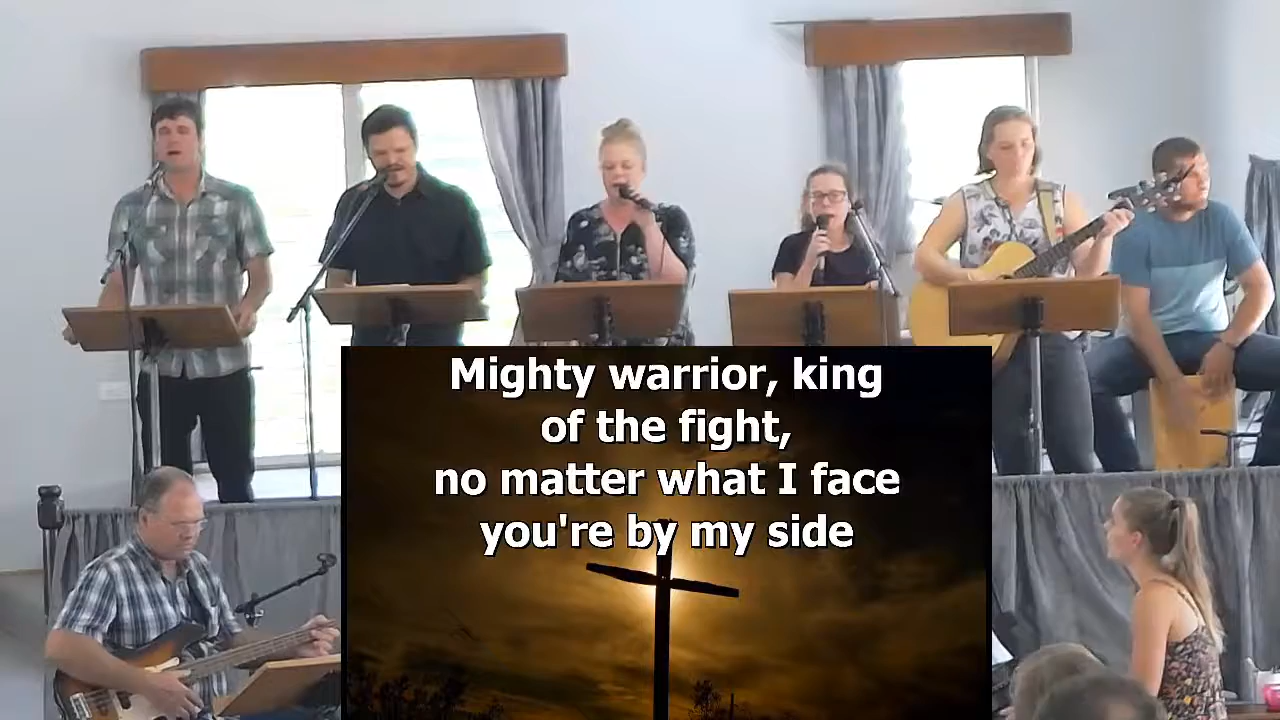 Mighty warrior, king
of the fight,
no matter what I face
you're by my side